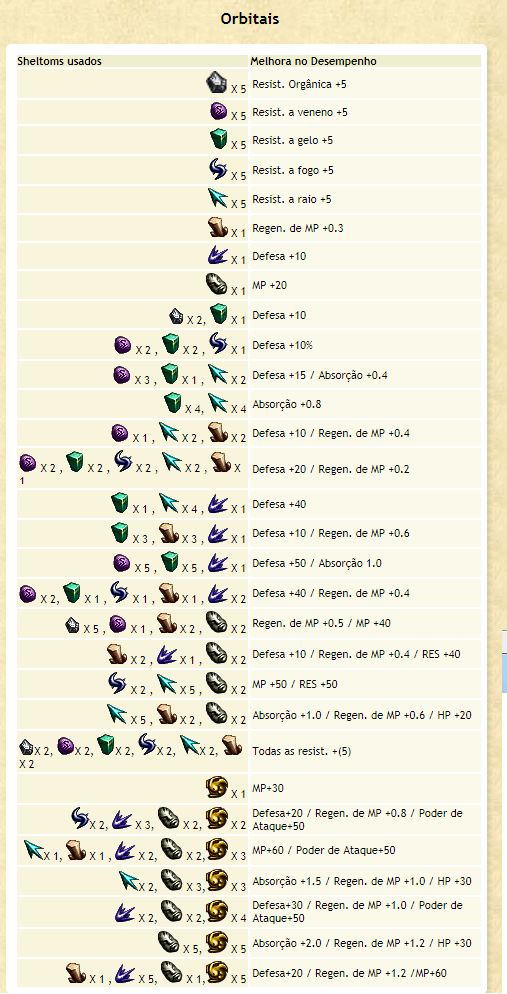 Orbitais
Sheltoms usados Melhora no Desempenho
X 5 Resist. Orgânica +5
X 5 Resist. a veneno +5
X 5 Resist. a gelo +5
X 5 Resist. a fogo +5
X 5 Resist. a raio +5
X 1 Regen. de MP +0.3
X 1 Defesa +10
X 1 MP +20
X 2, X 1 Defesa +10
X 2 , X 2 , X 1 Defesa +10%
X 3 , X 1 , X 2 Defesa +15 / Absorção +0.4
X 4, X 4 Absorção +0.8
X 1 , X 2 , X 2 Defesa +10 / Regen. de MP +0.4
X 2 , X 2 , X 2 , X 2 , X
1
Defesa +20 / Regen. de MP +0.2
X 1 , X 4 , X 1 Defesa +40
X 3 , X 3 , X 1 Defesa +10 / Regen. de MP +0.6
X 5 , X 5 , X 1 Defesa +50 / Absorção 1.0
X 2, X 1 , X 1, X 1, X 2 Defesa +40 / Regen. de MP +0.4
X 5 , X 1 , X 2 , X 2 Regen. de MP +0.5 / MP +40
X 2 , X 1 , X 2 Defesa +10 / Regen. de MP +0.4 / RES +40
X 2 , X 5 , X 2 MP +50 / RES +50
X 5 , X 2 , X 2 Absorção +1.0 / Regen. de MP +0.6 / HP +20
X 2, X 2, X 2, X 2, X 2,
X 2
Todas as resist. +(5)
X 1 MP+30
X 2, X 3, X 2, X 2 Defesa+20 / Regen. de MP +0.8 / Poder de
Ataque+50
X 1, X 1 , X 2, X 2, X 3 MP+60 / Poder de Ataque+50
X 2, X 3, X 3 Absorção +1.5 / Regen. de MP +1.0 / HP +30
X 2, X 2, X 4 Defesa+30 / Regen. de MP +1.0 / Poder de
Ataque+50
X 5, X 5 Absorção +2.0 / Regen. de MP +1.2 / HP +30
X 1 , X 5, X 1, X 5 Defesa+20 / Regen. de MP +1.2 /MP+60